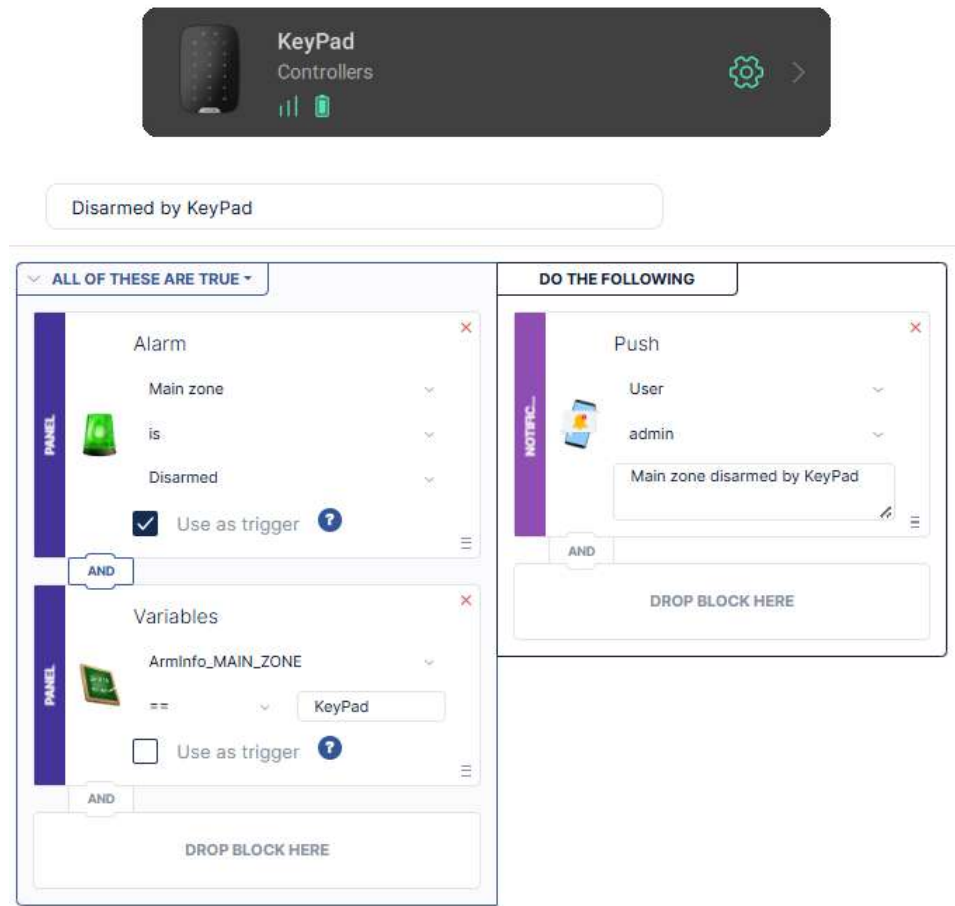 KeyPad
Controllers
Disarmed by KeyPad
ALL OF THESE ARE TRUE
PANEL
Alarm
Main zone
is
Disarmed
Use as trigger ?
AND
PANEL
Variables
ArmInfo_MAIN_ZONE
== KeyPad
Use as trigger ?
AND
DROP BLOCK HERE
DO THE FOLLOWING
NOTIFIC...
Push
User
admin
Main zone disarmed by KeyPad
AND
DROP BLOCK HERE